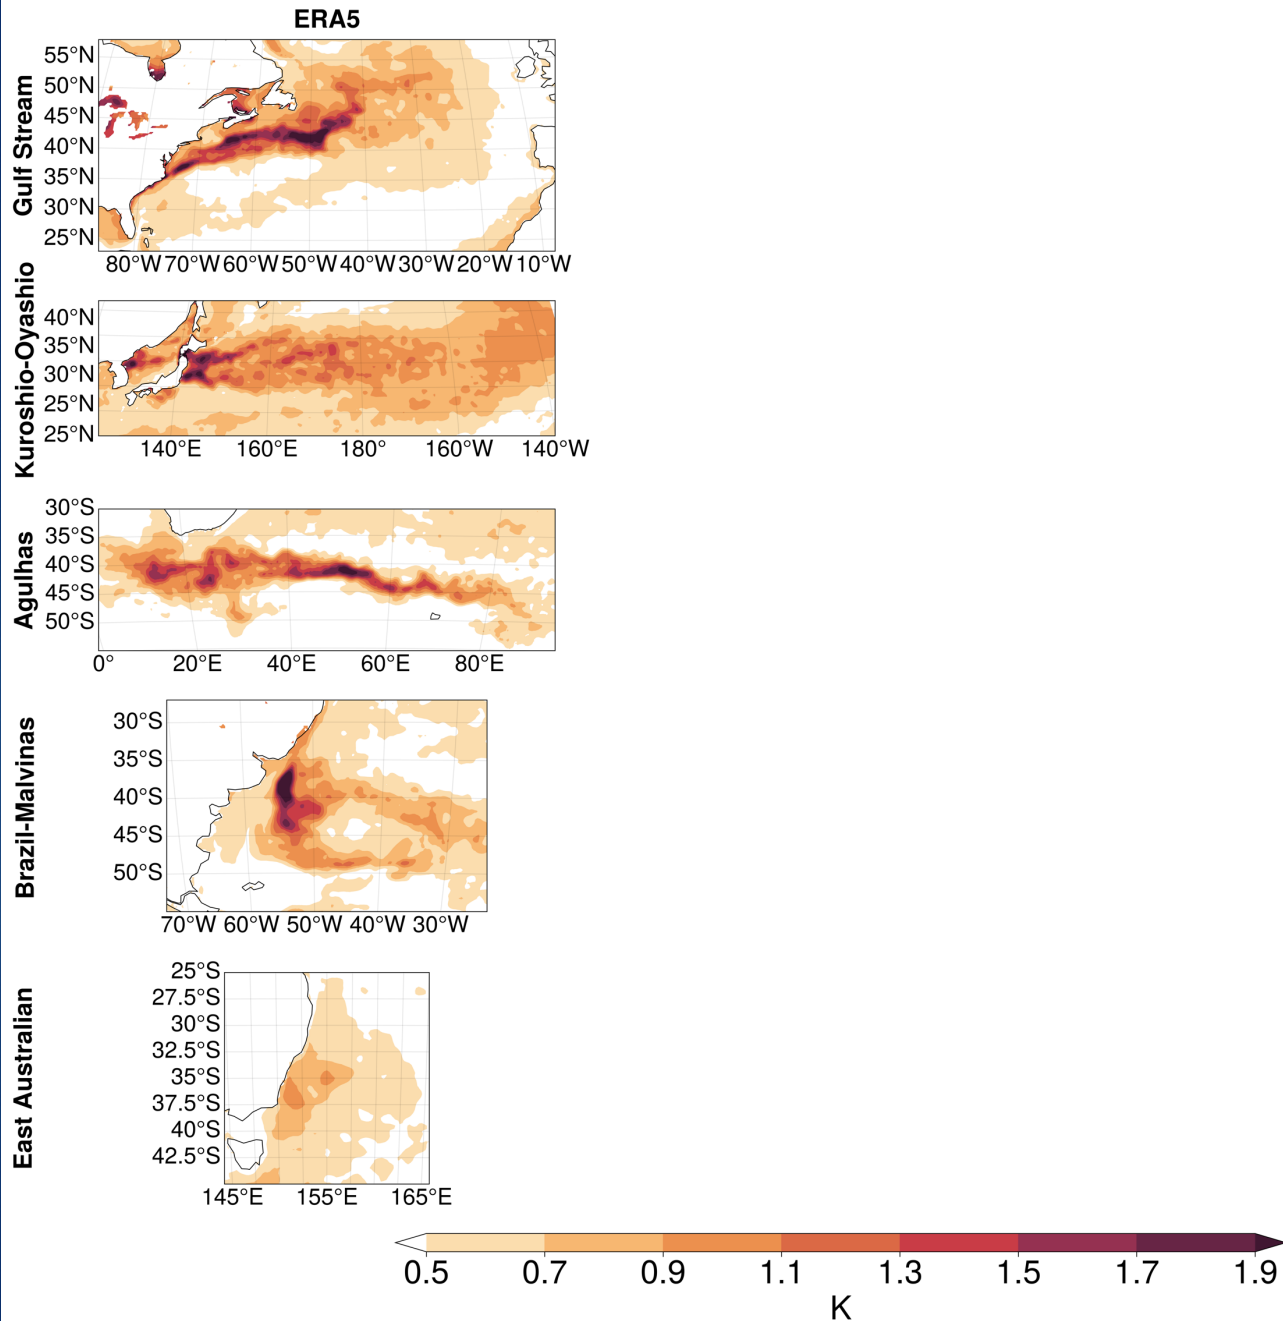 ERA5
Gulf Stream
55°N
50°N
45°N
40°N
35°N
30°N
25°N
80°W 70°W 60°W 50°W 40°W 30°W 20°W 10°W
Kuroshio-Oyashio
40°N
35°N
30°N
25°N
25°N
140°E 160°E 180° 160°W 140°W
Agulhas
30°S
35°S
40°S
45°S
50°S
0° 20°E 40°E 60°E 80°E
Brazil-Malvinas
30°S
35°S
40°S
45°S
50°S
70°W 60°W 50°W 40°W 30°W
East Australian
25°S
27.5°S
30°S
32.5°S
35°S
37.5°S
40°S
42.5°S
145°E 155°E 165°E
0.5 0.7 0.9 1.1 1.3 1.5 1.7 1.9
K